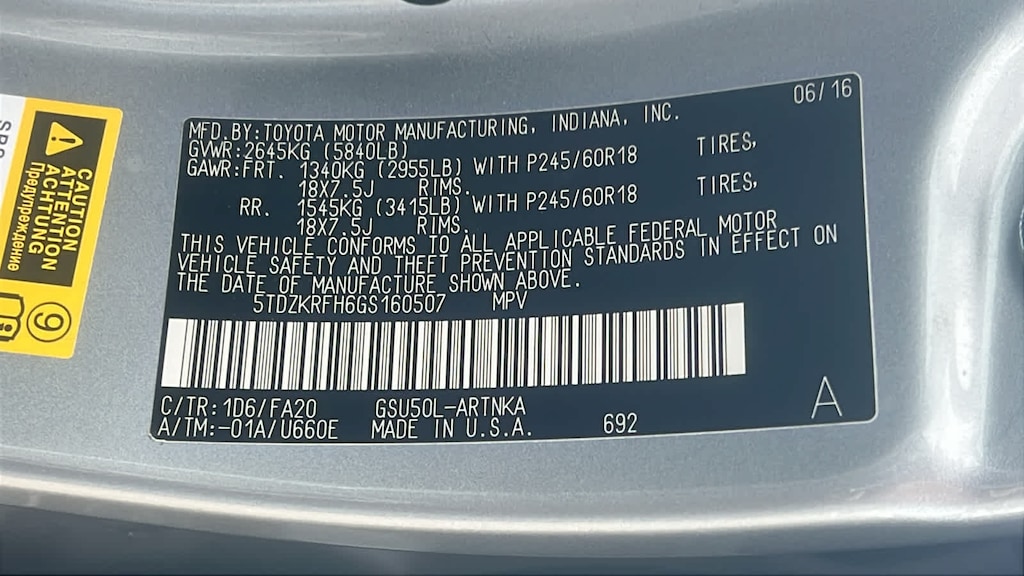 06/16
MFD.BY:TOYOTA MOTOR MANUFACTURING, INDIANA, INC.
GVWR:2645KG (5840LB)
GAWR:FRT. 1340KG (2955LB) WITH P245/60R18 TIRES,
18X7.5J RIMS.
RR. 1545KG (3415LB) WITH P245/60R18 TIRES,
18X7.5J RIMS.
THIS VEHICLE CONFORMS TO ALL APPLICABLE FEDERAL MOTOR
VEHICLE SAFETY AND THEFT PREVENTION STANDARDS IN EFFECT ON
THE DATE OF MANUFACTURE SHOWN ABOVE.
5TDZKRFH6GS160507 MPV
C/TR:1D6/FA20 GSU50L-ARTNKA
A/TM:-01A/U660E MADE IN U.S.A. 692 A
CAUTION
ATTENTION
ACHTUNG
Предупреждение
9